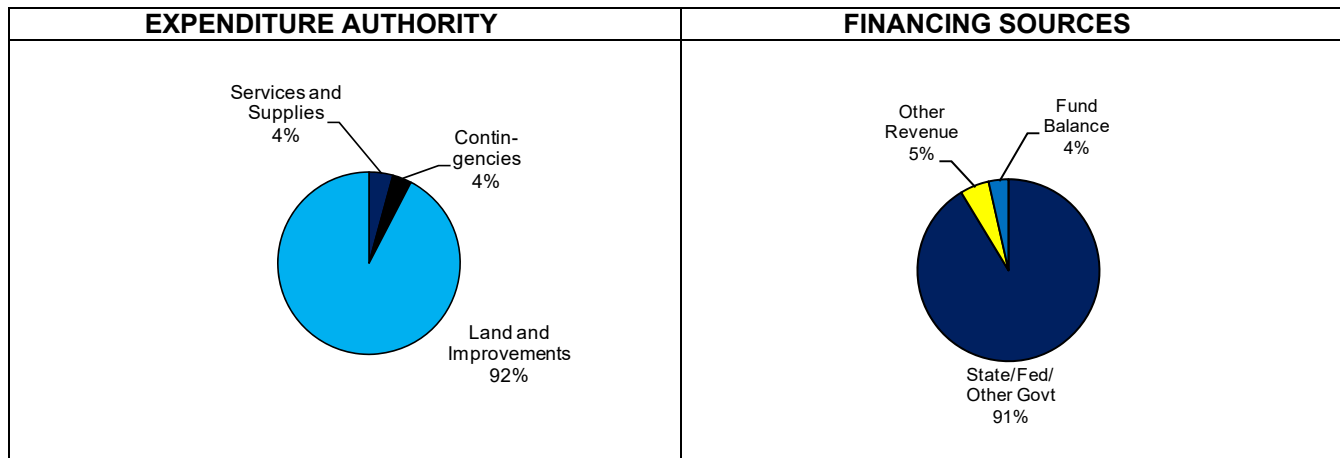 EXPENDITURE AUTHORITY
Services and
Supplies
4%
Contin-
gencies
4%
Land and
Improvements
92%
FINANCING SOURCES
Other
Revenue
5%
Fund
Balance
4%
State/Fed/
Other Govt
91%